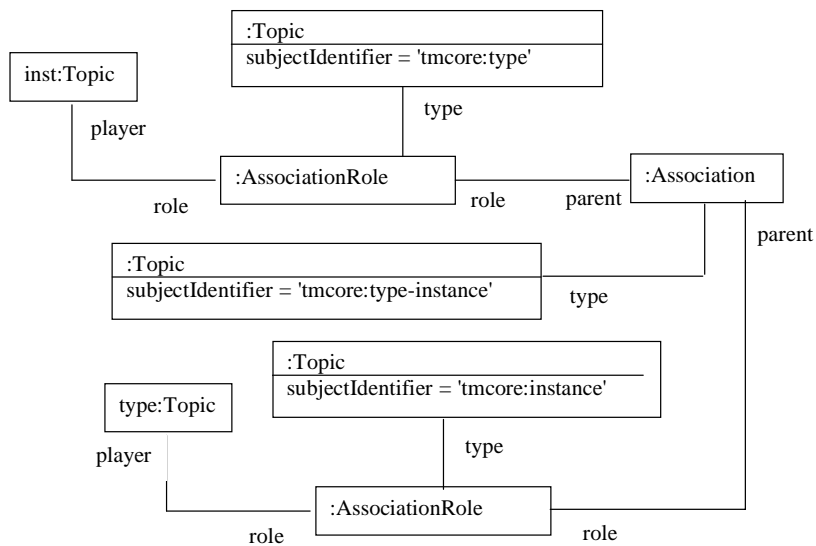 :Topic
subjectIdentifier = 'tmcore:type'
inst:Topic
type
player
:AssociationRole
:Association
role
role
parent
parent
:Topic
subjectIdentifier = 'tmcore:type-instance'
type
:Topic
subjectIdentifier = 'tmcore:instance'
type:Topic
player
type
:AssociationRole
role
role